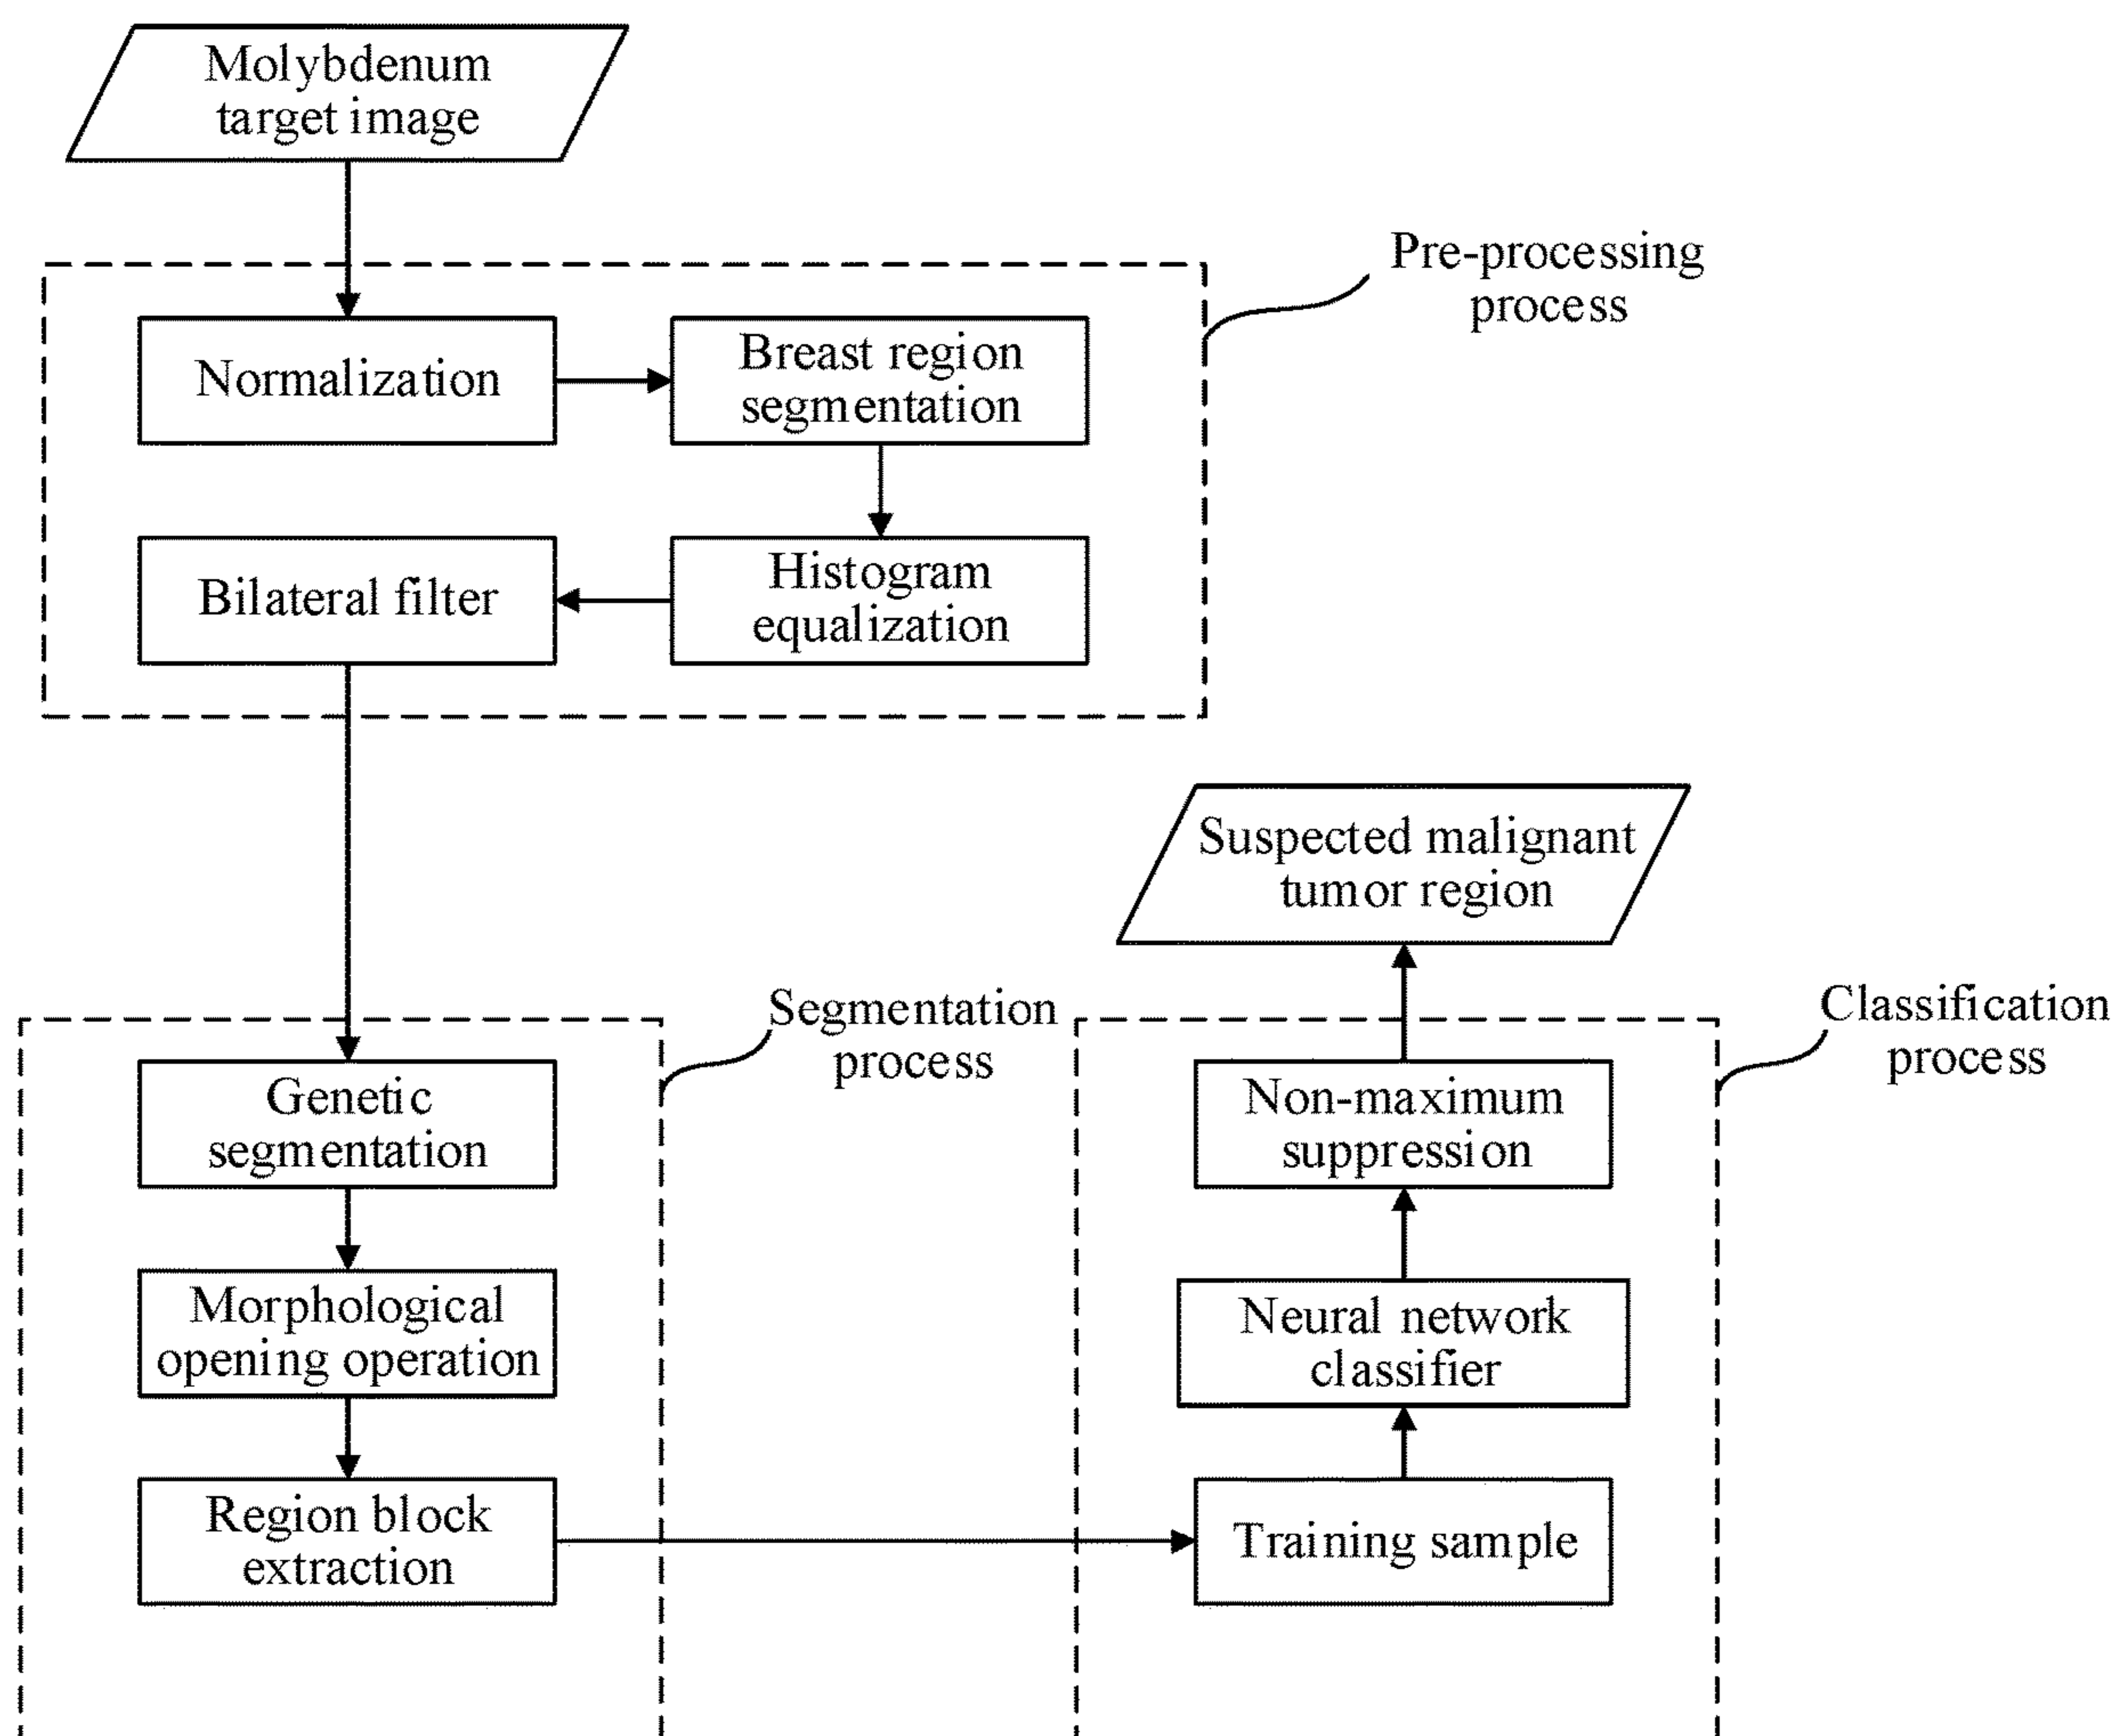 Molybdenum
target image
Pre-processing
process
Normalization
Breast region
segmentation
Bilateral filter
Histogram
equalization
Suspected malignant
tumor region
Segmentation
process
Classification
process
Genetic
segmentation
Non-maximum
suppression
Morphological
opening operation
Neural network
classifier
Region block
extraction
Training sample